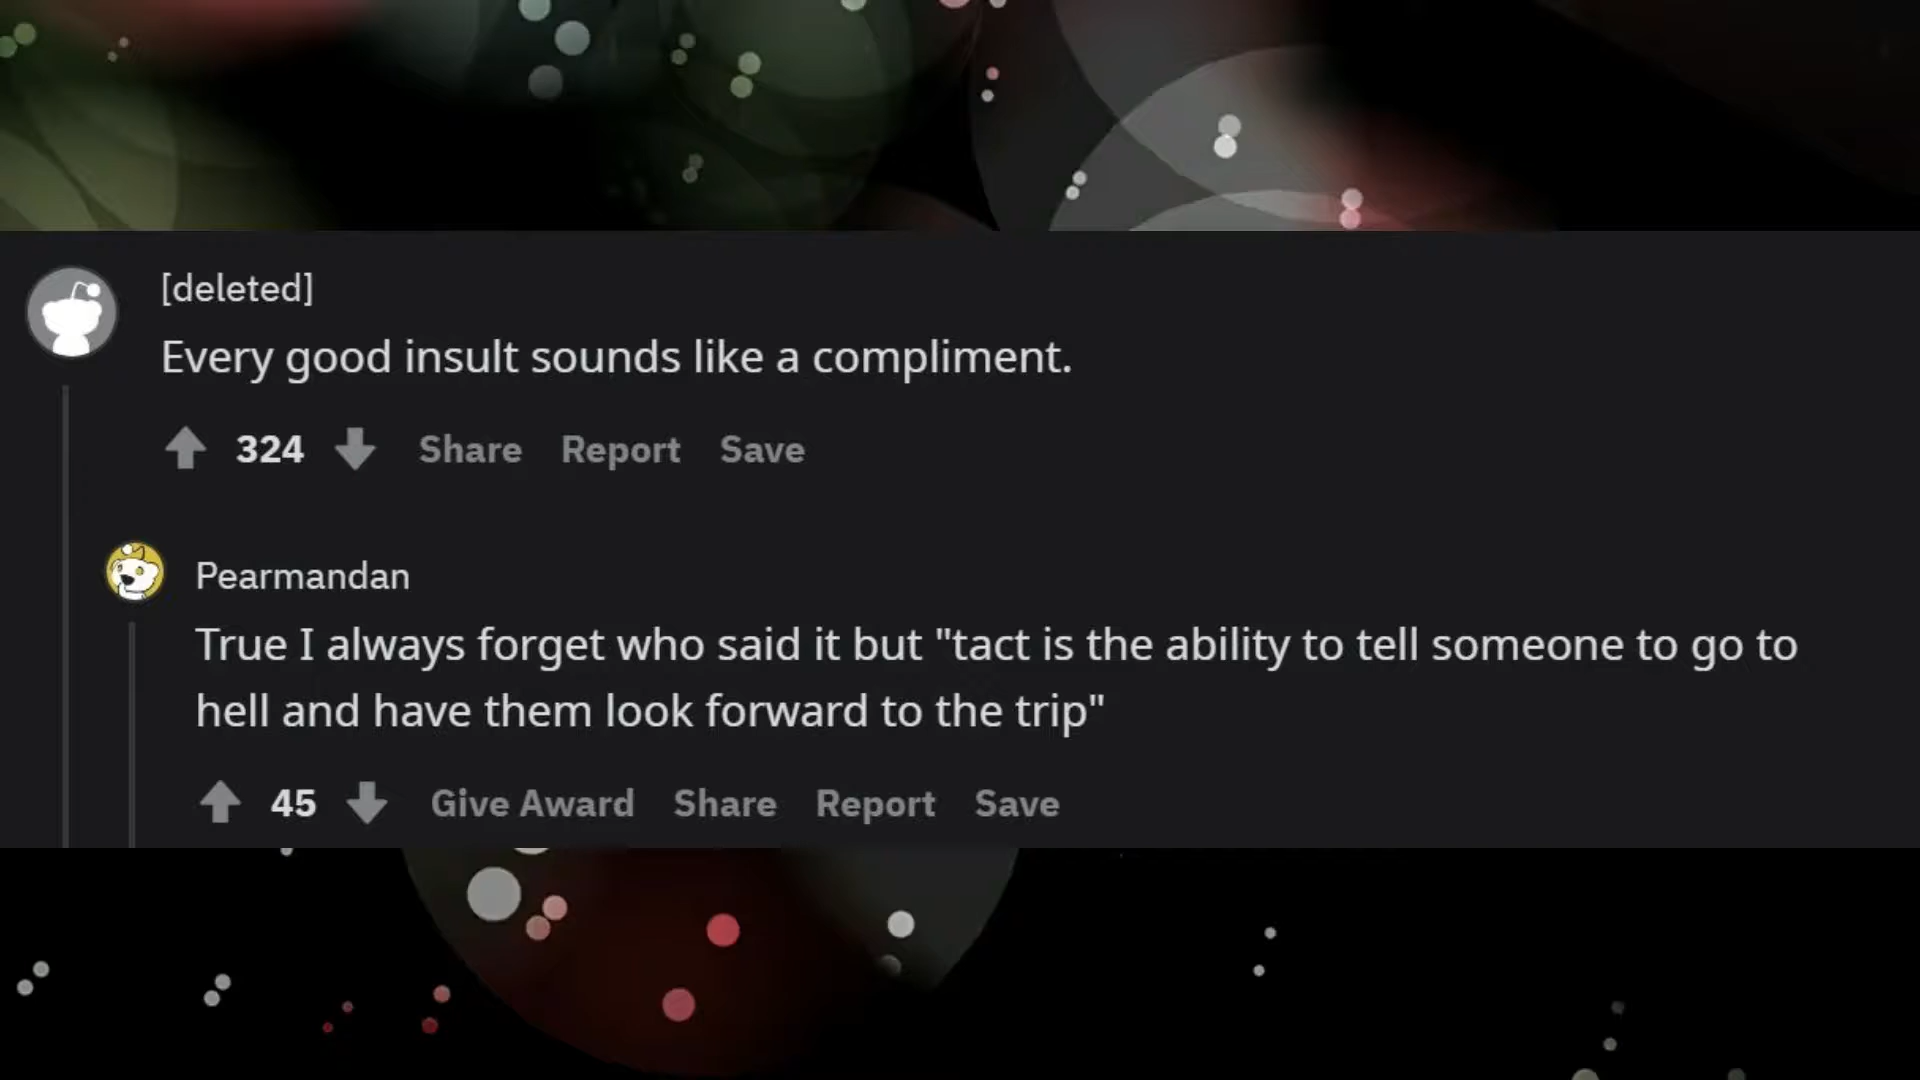 [deleted]
Every good insult sounds like a compliment.
324 Share Report Save
Pearmandan
True I always forget who said it but "tact is the ability to tell someone to go to
hell and have them look forward to the trip"
45 Give Award Share Report Save